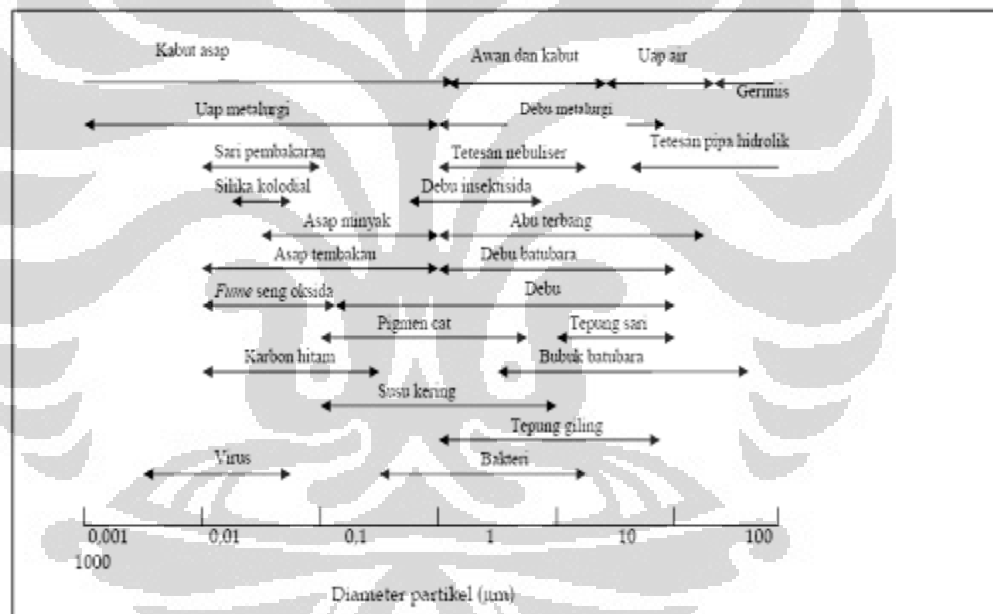 Kabut asap
Awan dan kabut
Uap air
Germis
Uap metalurgi
Debu metalurgi
Sari pembakaran
Tetesan nebuliser
Tetesan pipa hidrolik
Silika kolodial
Debu insektisida
Asap minyak
Abu terbang
Asap tembakau
Debu batubara
Fume seng oksida
Debu
Pigmen cat
Tepung sari
Karbon hitam
Bubuk batubara
Susu kering
Tepung giling
Virus
Bakteri
0,001 0,01 0,1 1 10 100
1000
Diameter partikel (µm)